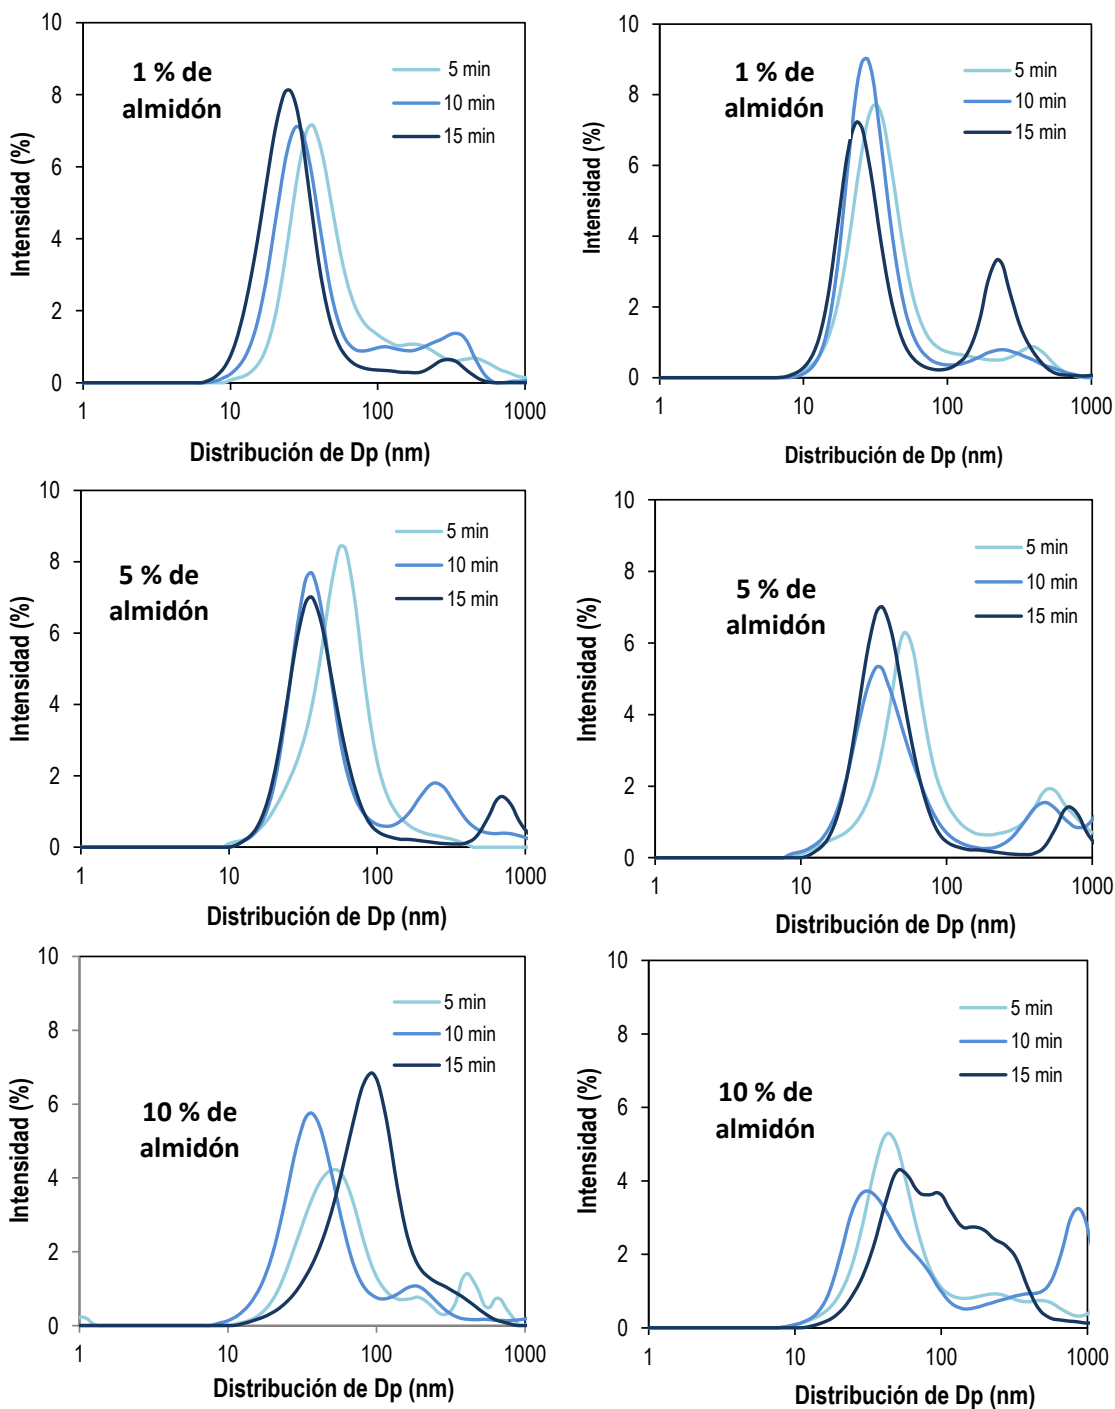 10
8
6
4
2
0
Intensidad (%)
1 % de
almidón
5 min
10 min
15 min
1
10
100
1000
Distribución de Dp (nm)
10
8
6
4
2
0
Intensidad (%)
1 % de
almidón
5 min
10 min
15 min
1
10
100
1000
Distribución de Dp (nm)
10
8
6
4
2
0
Intensidad (%)
5 % de
almidón
5 min
10 min
15 min
1
10
100
1000
Distribución de Dp (nm)
10
8
6
4
2
0
Intensidad (%)
5 % de
almidón
5 min
10 min
15 min
1
10
100
1000
Distribución de Dp (nm)
10
8
6
4
2
0
Intensidad (%)
10 % de
almidón
5 min
10 min
15 min
1
10
100
1000
Distribución de Dp (nm)
10
8
6
4
2
0
Intensidad (%)
10 % de
almidón
5 min
10 min
15 min
1
10
100
1000
Distribución de Dp (nm)